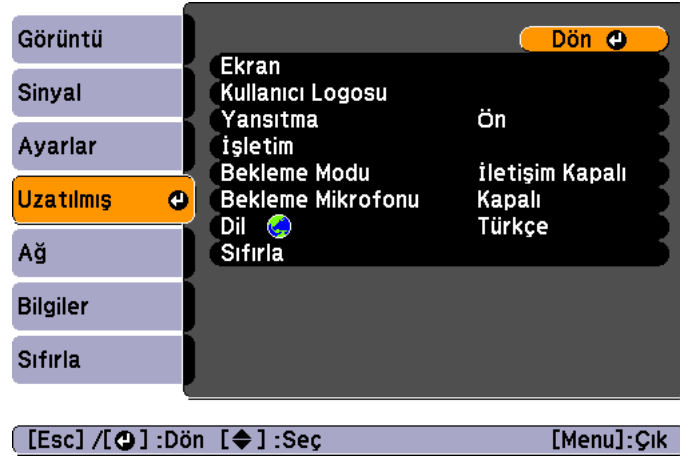 Görüntü
Sinyal
Ayarlar
Uzatılmış
Ağ
Bilgiler
Sıfırla
Dön
Ekran
Kullanıcı Logosu
Yansıtma Ön
İşletim
Bekleme Modu İletişim Kapalı
Bekleme Mikrofonu Kapalı
Dil Türkçe
Sıfırla
[Esc] /[⏎] :Dön [◆] :Seç [Menu]:Çık